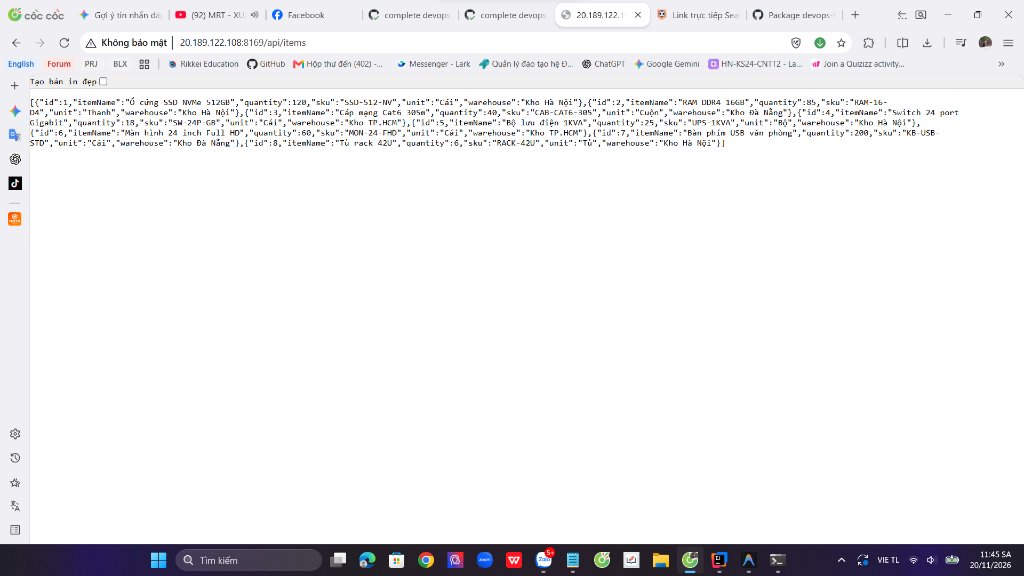 cốc cốc
Gợi ý tin nhắn đá
(92) MRT - XU
Facebook
complete devops
complete devops
20.189.122.1
Link trực tiếp Seal
Package devops-
Không bảo mật
20.189.122.108:8169/api/items
English
Forum
PRJ
BLX
Rikkei Education
GitHub
Hộp thư đến (402) -...
Messenger - Lark
Quản lý đào tạo hệ Đ...
ChatGPT
Google Gemini
HN-KS24-CNTT2 - La...
Join a Quizizz activity...
Tạo bản in đẹp
[{"id":1,"itemName":"Ổ cứng SSD NVMe 512GB","quantity":120,"sku":"SSD-512-NV","unit":"Cái","warehouse":"Kho Hà Nội"},{"id":2,"itemName":"RAM DDR4 16GB","quantity":85,"sku":"RAM-16-
D4","unit":"Thanh","warehouse":"Kho Hà Nội"},{"id":3,"itemName":"Cáp mạng Cat6 305m","quantity":40,"sku":"CAB-CAT6-305","unit":"Cuộn","warehouse":"Kho Đà Nẵng"},{"id":4,"itemName":"Switch 24 port
Gigabit","quantity":18,"sku":"SW-24P-GB","unit":"Cái","warehouse":"Kho TP.HCM"},{"id":5,"itemName":"Bộ lưu điện 1KVA","quantity":25,"sku":"UPS-1KVA","unit":"Bộ","warehouse":"Kho Hà Nội"},
{"id":6,"itemName":"Màn hình 24 inch Full HD","quantity":60,"sku":"MON-24-FHD","unit":"Cái","warehouse":"Kho TP.HCM"},{"id":7,"itemName":"Bàn phím USB văn phòng","quantity":200,"sku":"KB-USB-
STD","unit":"Cái","warehouse":"Kho Đà Nẵng"},{"id":8,"itemName":"Tủ rack 42U","quantity":6,"sku":"RACK-42U","unit":"Tủ","warehouse":"Kho Hà Nội"}]
Tìm kiếm
zoom
Zalo
5+
VIE TL
11:45 SA
20/11/2026